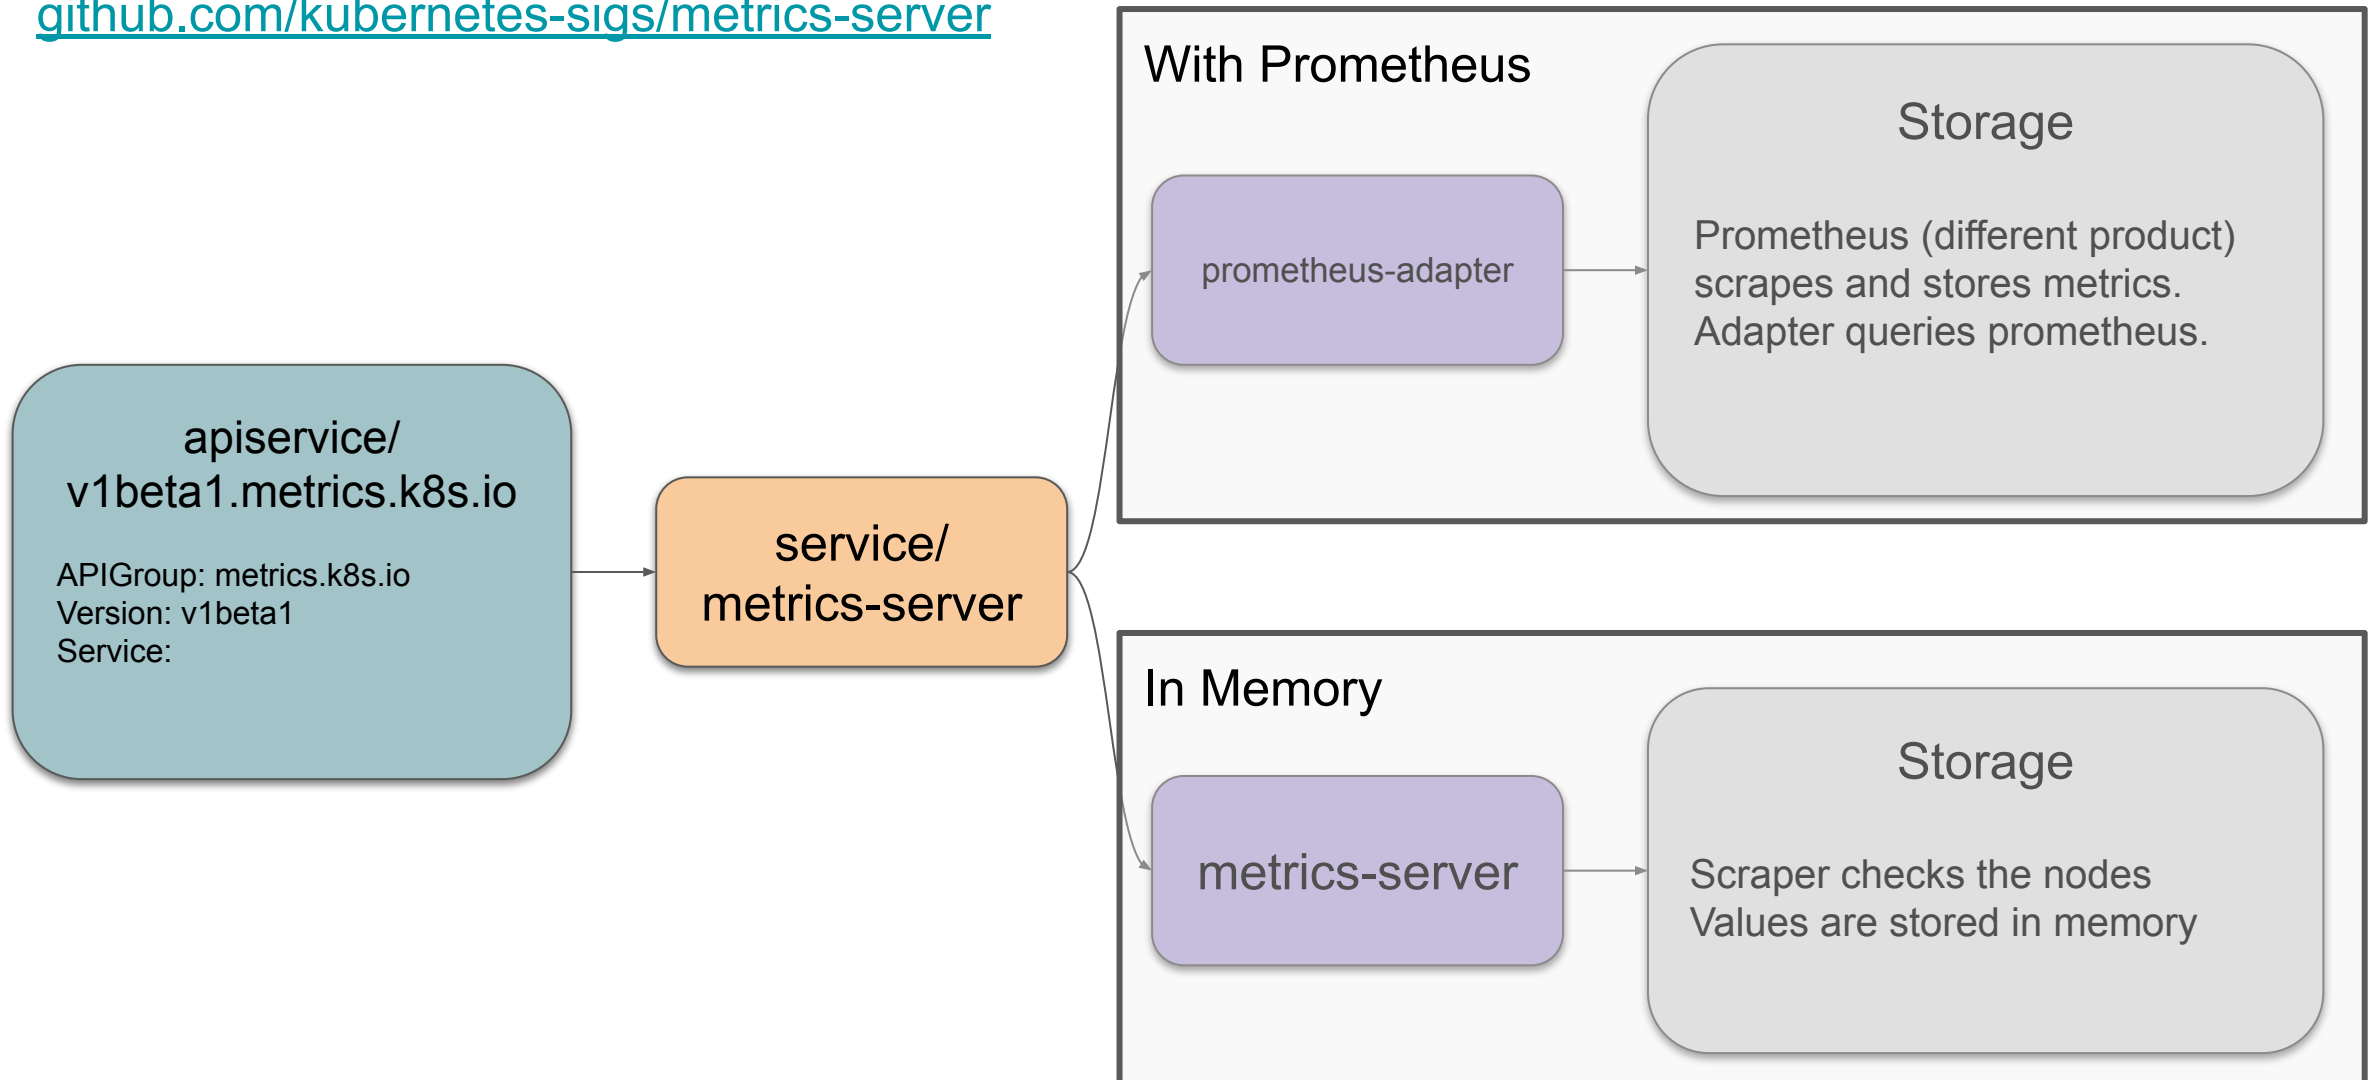 github.com/kubernetes-sigs/metrics-server
With Prometheus
Storage
prometheus-adapter
Prometheus (different product)
scrapes and stores metrics.
Adapter queries prometheus.
apiservice/
v1beta1.metrics.k8s.io
APIGroup: metrics.k8s.io
Version: v1beta1
Service:
service/
metrics-server
In Memory
Storage
metrics-server
Scraper checks the nodes
Values are stored in memory